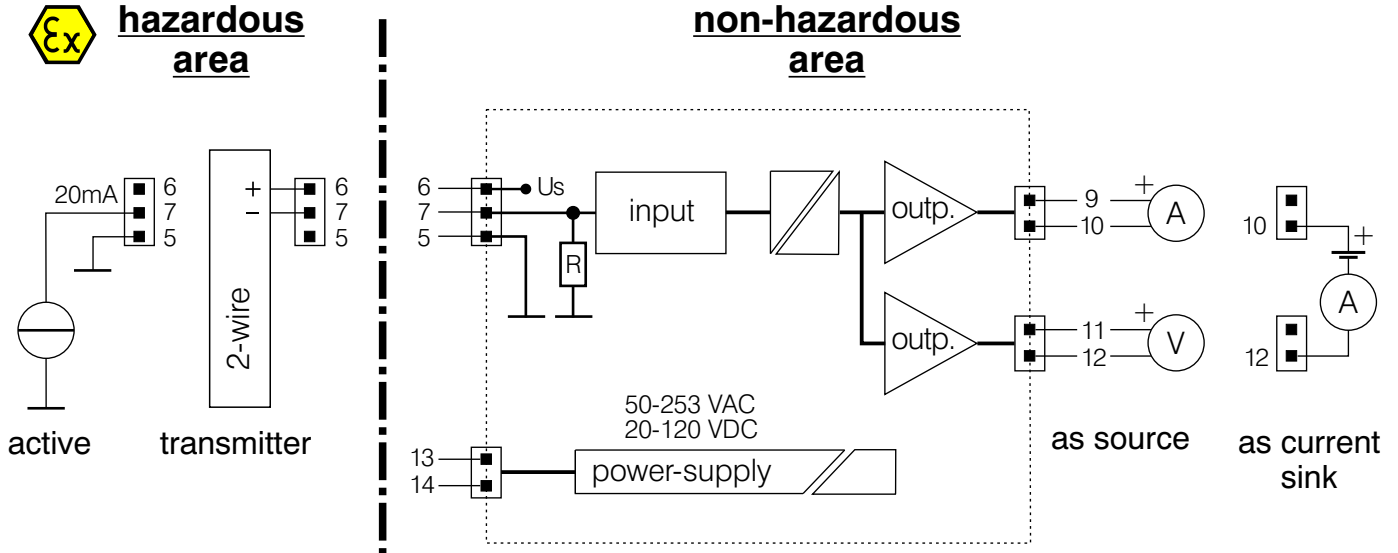 Ex
hazardous
area
non-hazardous
area
20mA
6
7
5
+
−
2-wire
6
7
5
6
7
5
Us
R
input
outp.
outp.
9
10
+
A
11
12
+
V
10
+
A
12
50-253 VAC
20-120 VDC
13
14
power-supply
active
transmitter
as source
as current
sink